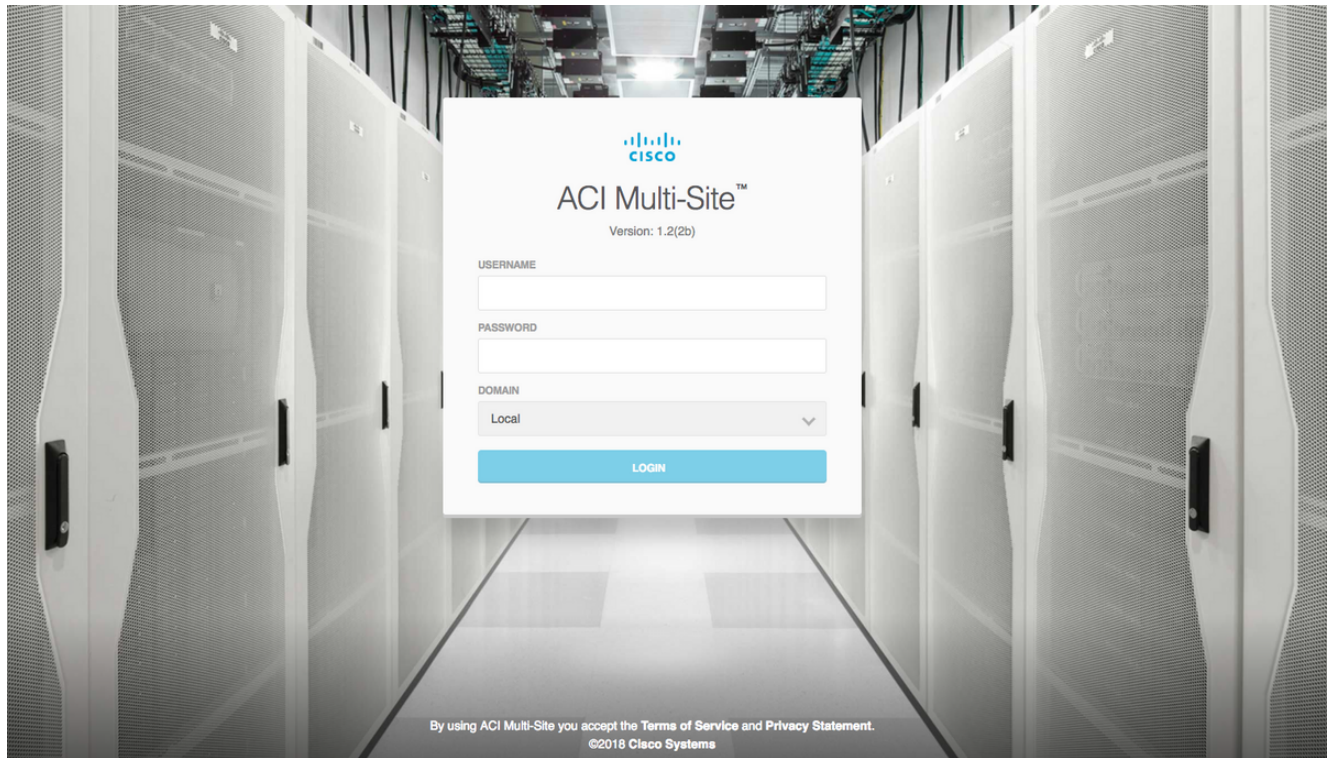 CISCO
ACI Multi-Site™
Version: 1.2(2b)
USERNAME
PASSWORD
DOMAIN
Local
LOGIN
By using ACI Multi-Site you accept the Terms of Service and Privacy Statement.
©2018 Cisco Systems